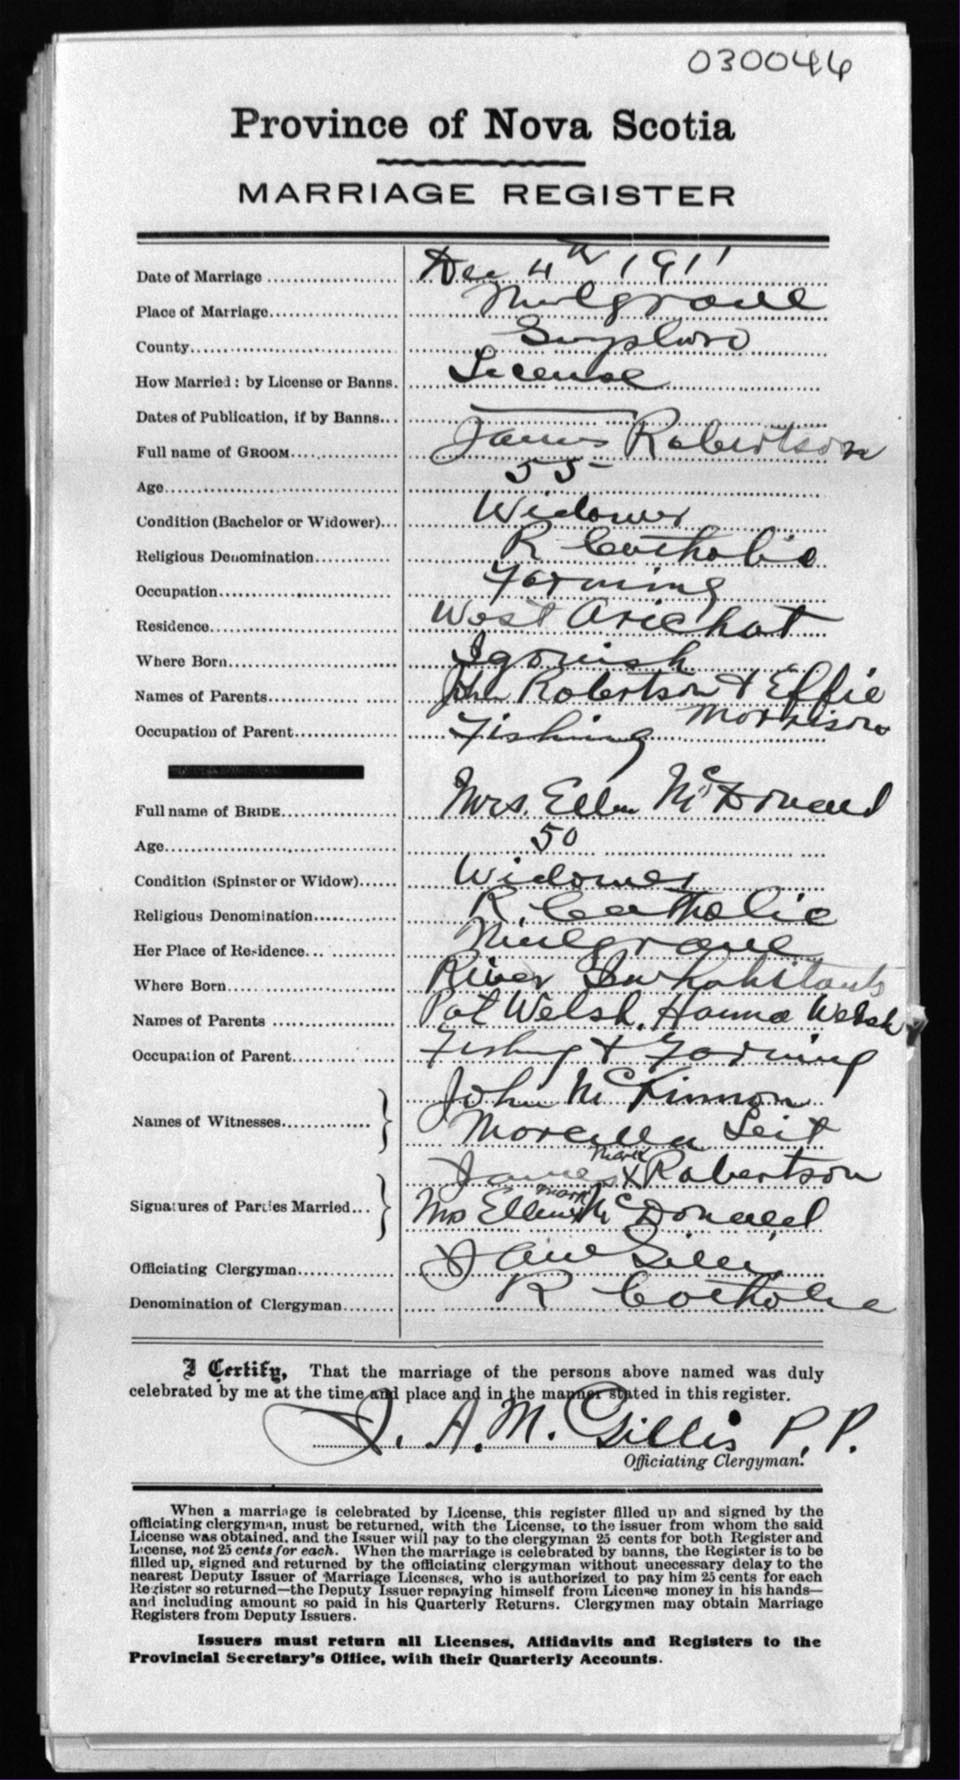 030046
Province of Nova Scotia
MARRIAGE REGISTER
Date of Marriage Dec 4th 1911
Place of Marriage Mulgrave
County Guysboro
How Married: by License or Banns. License
Dates of Publication, if by Banns
Full name of GROOM James Robertson
Age 55
Condition (Bachelor or Widower) Widower
Religious Denomination R Catholic
Occupation Farming
Residence West Arichat
Where Born Igonish
Names of Parents John Robertson & Effie
Morrison
Occupation of Parent Fishing
Full name of BRIDE Mrs. Ellen McDonald
Age 50
Condition (Spinster or Widow) Widower
Religious Denomination R. Catholic
Her Place of Residence Mulgrave
Where Born River Inhabitants
Names of Parents Pat Welsh, Hanna Welsh
Occupation of Parent Fishing & Farming
Names of Witnesses John McKinnon
Leit
mark
James X Robertson
mark
Signatures of Parties Married Mrs Ellen X McDonald
Officiating Clergyman Gillis
Denomination of Clergyman R Catholic
I Certify, That the marriage of the persons above named was duly
celebrated by me at the time and place and in the manner stated in this register.
J. A. M. Gillis P. P.
Officiating Clergyman.
When a marriage is celebrated by License, this register filled up and signed by the
officiating clergyman, must be returned, with the License, to the issuer from whom the said
License was obtained, and the Issuer will pay to the clergyman 25 cents for both Register and
License, not 25 cents for each. When the marriage is celebrated by banns, the Register is to be
filled up, signed and returned by the officiating clergyman without unecessary delay to the
nearest Deputy Issuer of Marriage Licenses, who is authorized to pay him 25 cents for each
Register so returned—the Deputy Issuer repaying himself from License money in his hands—
and including amount so paid in his Quarterly Returns. Clergymen may obtain Marriage
Registers from Deputy Issuers.
Issuers must return all Licenses, Affidavits and Registers to the
Provincial Secretary's Office, with their Quarterly Accounts.